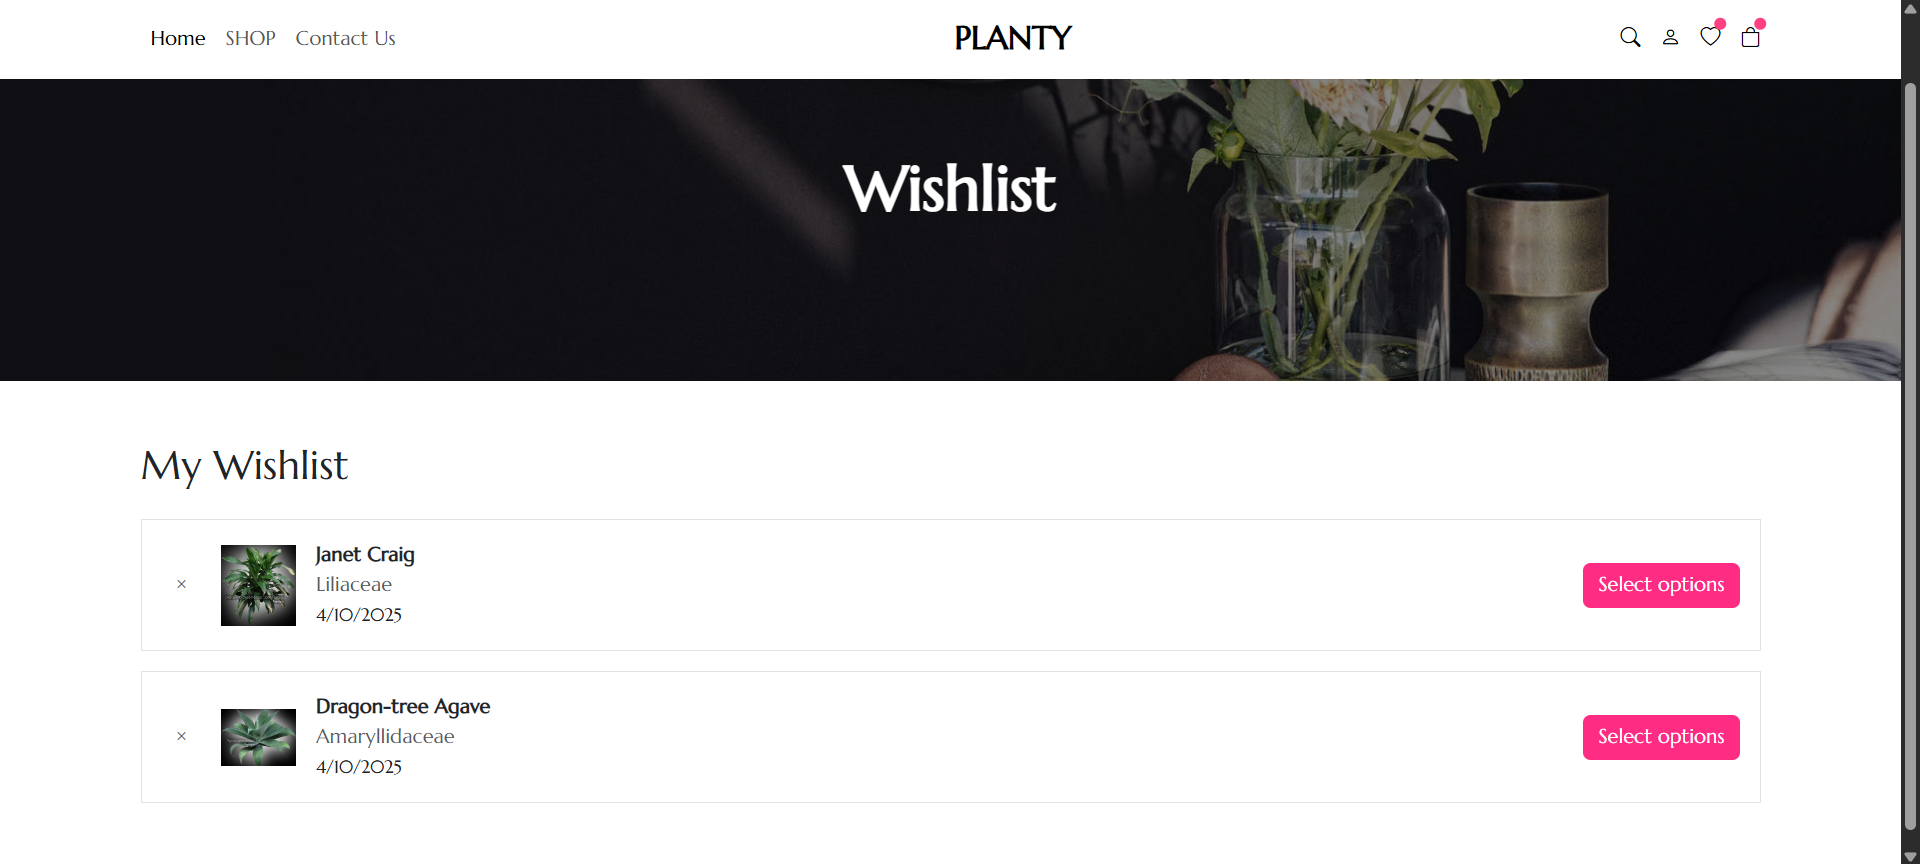 Home SHOP Contact Us PLANTY
Wishlist
My Wishlist
×
Janet Craig
Liliaceae
4/10/2025
Select options
×
Dragon-tree Agave
Amaryllidaceae
4/10/2025
Select options